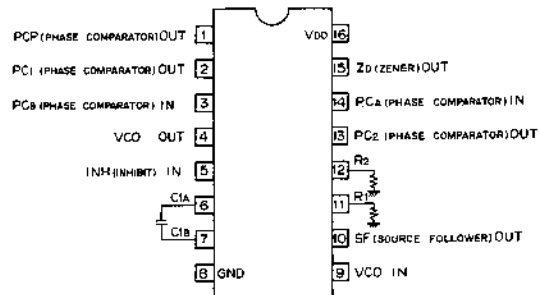 PCP (PHASE COMPARATOR) OUT 1
PC1 (PHASE COMPARATOR) OUT 2
PCB (PHASE COMPARATOR) IN 3
VCO OUT 4
INH (INHIBIT) IN 5
C1A 6
C1B 7
8 GND
VDD 16
15 ZD (ZENER) OUT
14 PCA (PHASE COMPARATOR) IN
13 PC2 (PHASE COMPARATOR) OUT
12 R2
11 R1
10 SF (SOURCE FOLLOWER) OUT
9 VCO IN